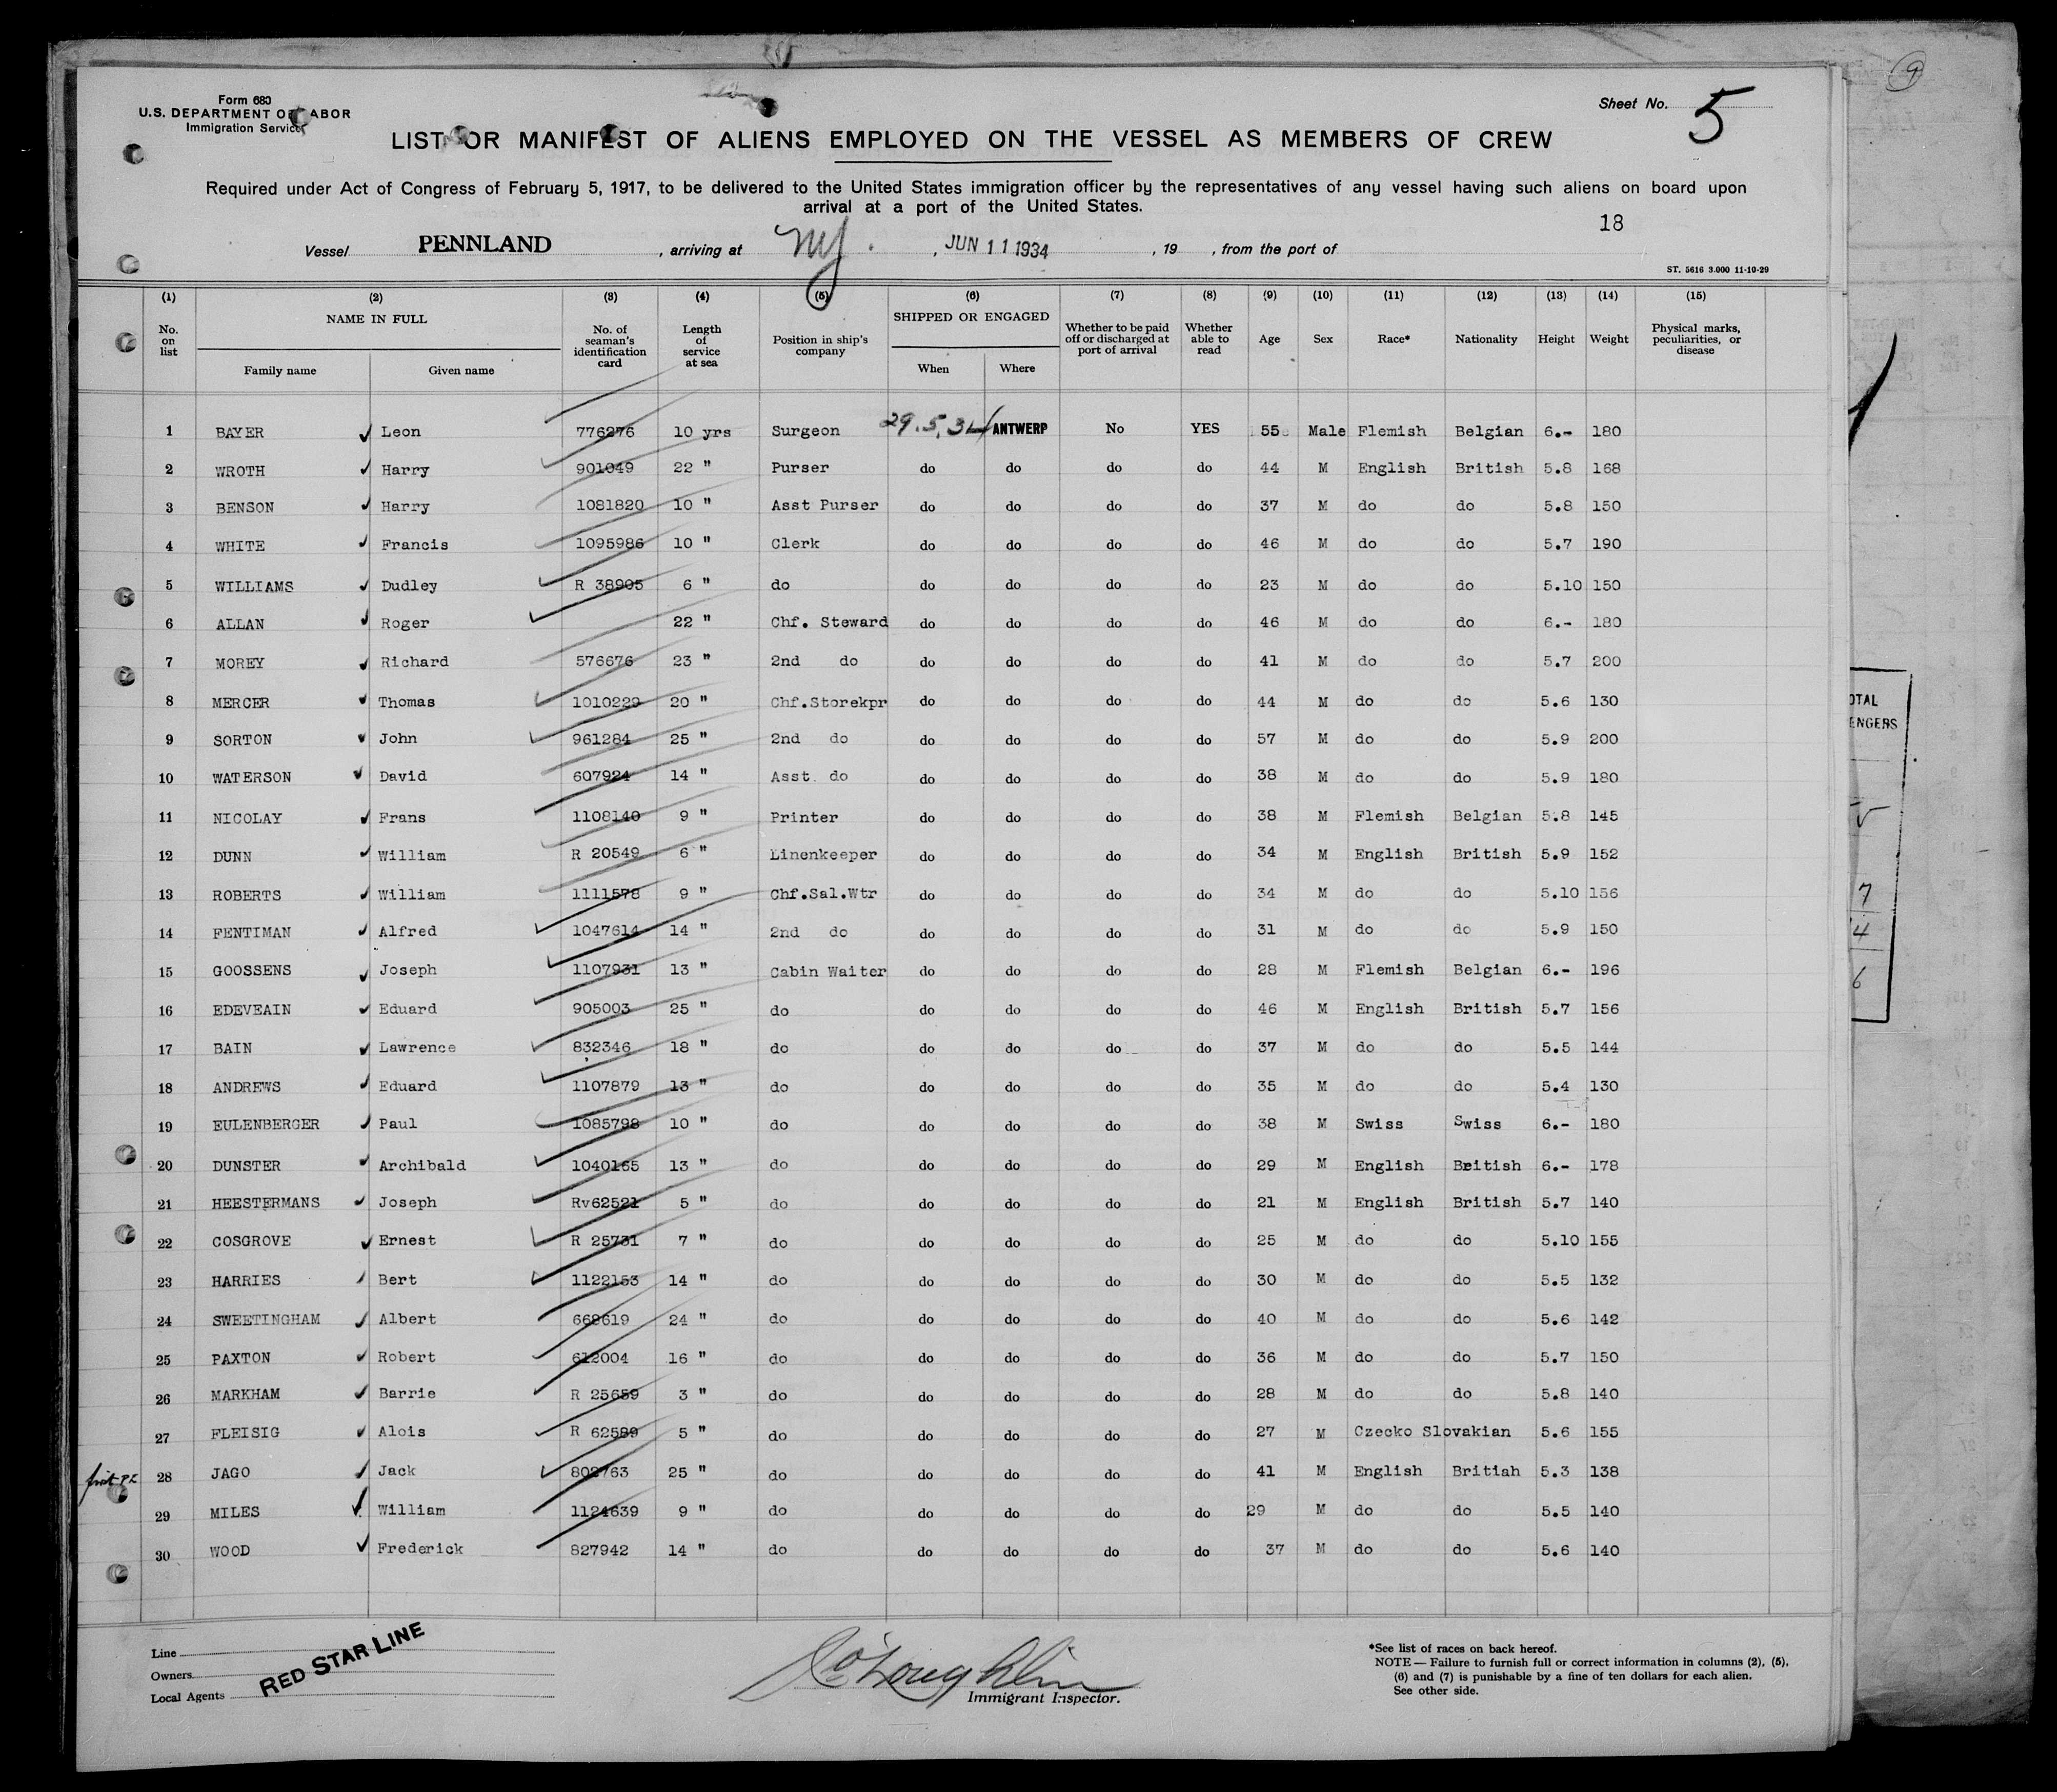 9
Form 680
U.S. DEPARTMENT OF LABOR
Immigration Service
Sheet No. 5
LIST OR MANIFEST OF ALIENS EMPLOYED ON THE VESSEL AS MEMBERS OF CREW
Required under Act of Congress of February 5, 1917, to be delivered to the United States immigration officer by the representatives of any vessel having such aliens on board upon
arrival at a port of the United States.
18
Vessel PENNLAND , arriving at NY. , JUN 11 1934 , 19 , from the port of
ST. 5616 3.000 11-10-29
(1) (2) (3) (4) (5) (6) (7) (8) (9) (10) (11) (12) (13) (14) (15)
No. on list NAME IN FULL Family name Given name No. of seaman's identification card Length of service at sea Position in ship's company SHIPPED OR ENGAGED When Where Whether to be paid off or discharged at port of arrival Whether able to read Age Sex Race* Nationality Height Weight Physical marks, peculiarities, or disease
1 BAYER Leon 776276 10 yrs Surgeon 29.5.34 ANTWERP No YES 55 Male Flemish Belgian 6.- 180
2 WROTH Harry 901049 22 " Purser do do do do 44 M English British 5.8 168
3 BENSON Harry 1081820 10 " Asst Purser do do do do 37 M do do 5.8 150
4 WHITE Francis 1095986 10 " Clerk do do do do 46 M do do 5.7 190
5 WILLIAMS Dudley R 38905 6 " do do do do do 23 M do do 5.10 150
6 ALLAN Roger 22 " Chf. Steward do do do do 46 M do do 6.- 180
7 MOREY Richard 576676 23 " 2nd do do do do do 41 M do do 5.7 200
8 MERCER Thomas 1010229 20 " Chf.Storekpr do do do do 44 M do do 5.6 130
9 SORTON John 961284 25 " 2nd do do do do do 57 M do do 5.9 200
10 WATERSON David 607924 14 " Asst. do do do do do 38 M do do 5.9 180
11 NICOLAY Frans 1108140 9 " Printer do do do do 38 M Flemish Belgian 5.8 145
12 DUNN William R 20549 6 " Linenkeeper do do do do 34 M English British 5.9 152
13 ROBERTS William 1111578 9 " Chf.Sal.Wtr do do do do 34 M do do 5.10 156
14 FENTIMAN Alfred 1047614 14 " 2nd do do do do do 31 M do do 5.9 150
15 GOOSSENS Joseph 1107931 13 " Cabin Waiter do do do do 28 M Flemish Belgian 6.- 196
16 EDEVEAIN Eduard 905003 25 " do do do do do 46 M English British 5.7 156
17 BAIN Lawrence 832346 18 " do do do do do 37 M do do 5.5 144
18 ANDREWS Eduard 1107879 13 " do do do do do 35 M do do 5.4 130
19 EULENBERGER Paul 1085798 10 " do do do do do 38 M Swiss Swiss 6.- 180
20 DUNSTER Archibald 1040165 13 " do do do do do 29 M English British 6.- 178
21 HEESTERMANS Joseph Rv62521 5 " do do do do do 21 M English British 5.7 140
22 COSGROVE Ernest R 25731 7 " do do do do do 25 M do do 5.10 155
23 HARRIES Bert 1122153 14 " do do do do do 30 M do do 5.5 132
24 SWEETINGHAM Albert 668619 24 " do do do do do 40 M do do 5.6 142
25 PAXTON Robert 612004 16 " do do do do do 36 M do do 5.7 150
26 MARKHAM Barrie R 25659 3 " do do do do do 28 M do do 5.8 140
27 FLEISIG Alois R 62589 5 " do do do do do 27 M Czecko Slovakian 5.6 155
28 JAGO Jack 802763 25 " do do do do do 41 M English Britiah 5.3 138
29 MILES William 1124639 9 " do do do do do 29 M do do 5.5 140
30 WOOD Frederick 827942 14 " do do do do do 37 M do do 5.6 140
OTAL
ENGERS
7
4
6
Line
Owners
Local Agents
RED STAR LINE
Immigrant Inspector.
*See list of races on back hereof.
NOTE — Failure to furnish full or correct information in columns (2), (5),
(6) and (7) is punishable by a fine of ten dollars for each alien.
See other side.